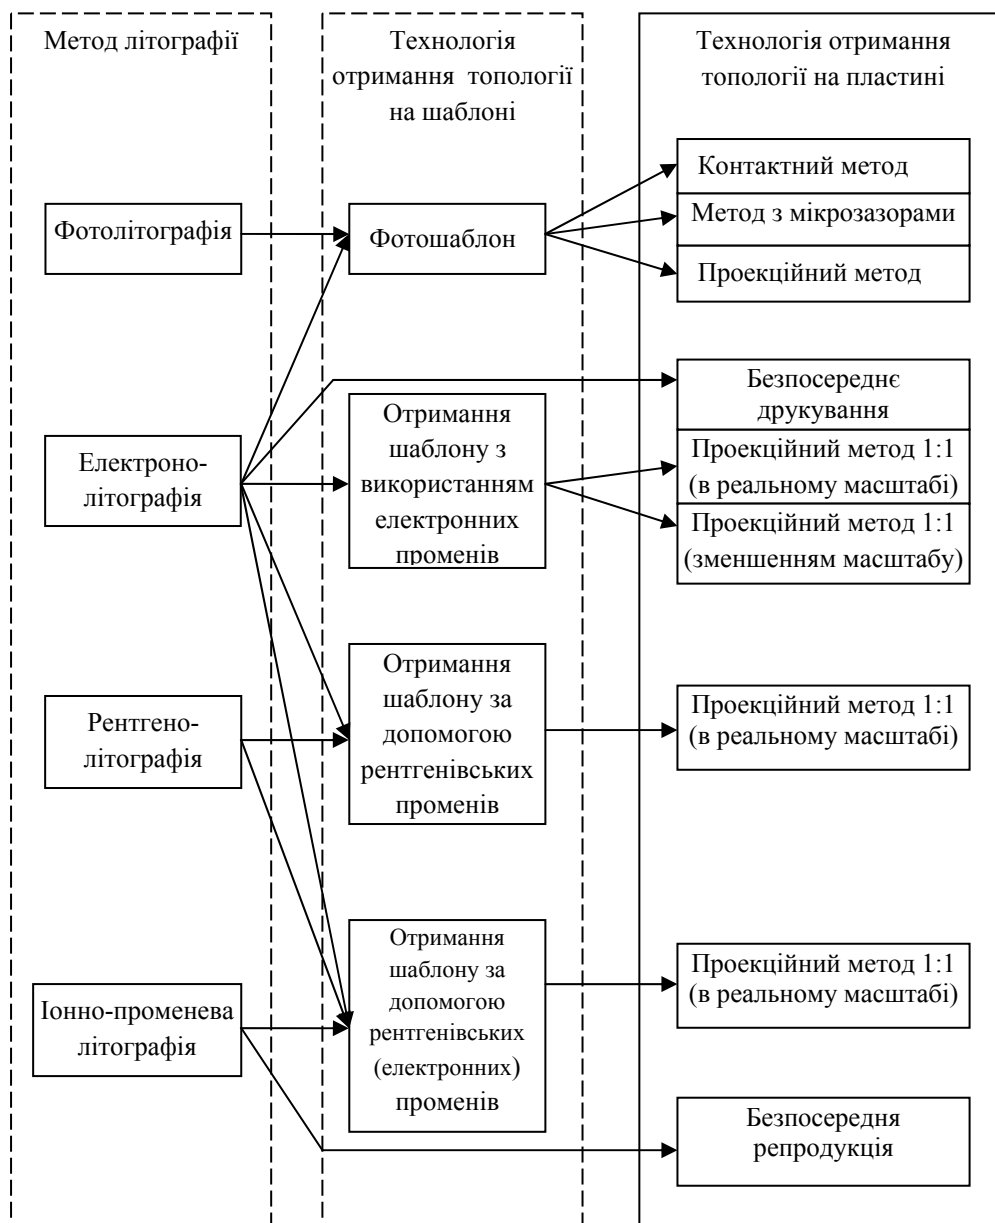 Метод літографії
Технологія
отримання топології
на шаблоні
Технологія отримання
топології на пластині
Фотолітографія
Фотошаблон
Контактний метод
Метод з мікрозазорами
Проекційний метод
Електроно-
літографія
Отримання
шаблону з
використанням
електронних
променів
Безпосереднє
друкування
Проекційний метод 1:1
(в реальному масштабі)
Проекційний метод 1:1
(зменшенням масштабу)
Рентгено-
літографія
Отримання
шаблону за
допомогою
рентгенівських
променів
Проекційний метод 1:1
(в реальному масштабі)
Іонно-променева
літографія
Отримання
шаблону за
допомогою
рентгенівських
(електронних)
променів
Проекційний метод 1:1
(в реальному масштабі)
Безпосередня
репродукція